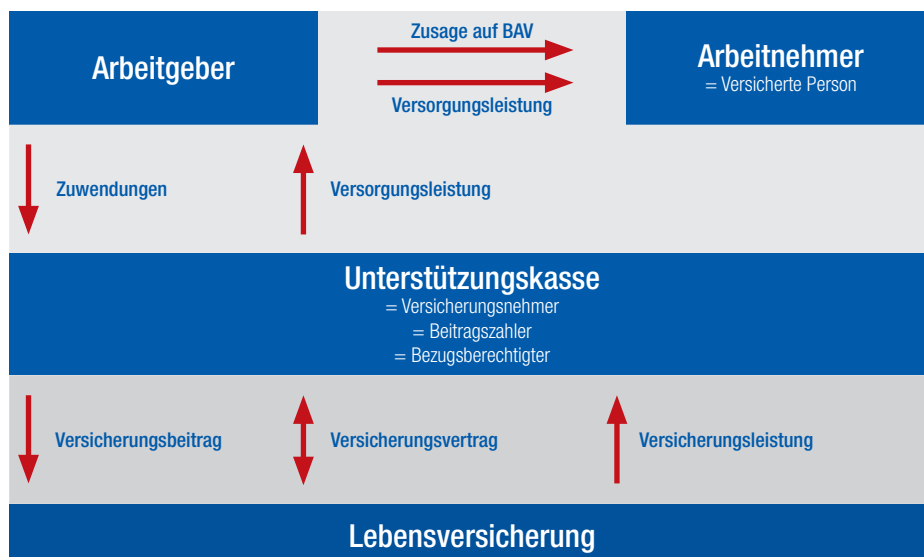 Arbeitgeber
Zusage auf BAV
Versorgungsleistung
Arbeitnehmer
= Versicherte Person
Zuwendungen
Versorgungsleistung
Unterstützungskasse
= Versicherungsnehmer
= Beitragszahler
= Bezugsberechtigter
Versicherungsbeitrag
Versicherungsvertrag
Versicherungsleistung
Lebensversicherung